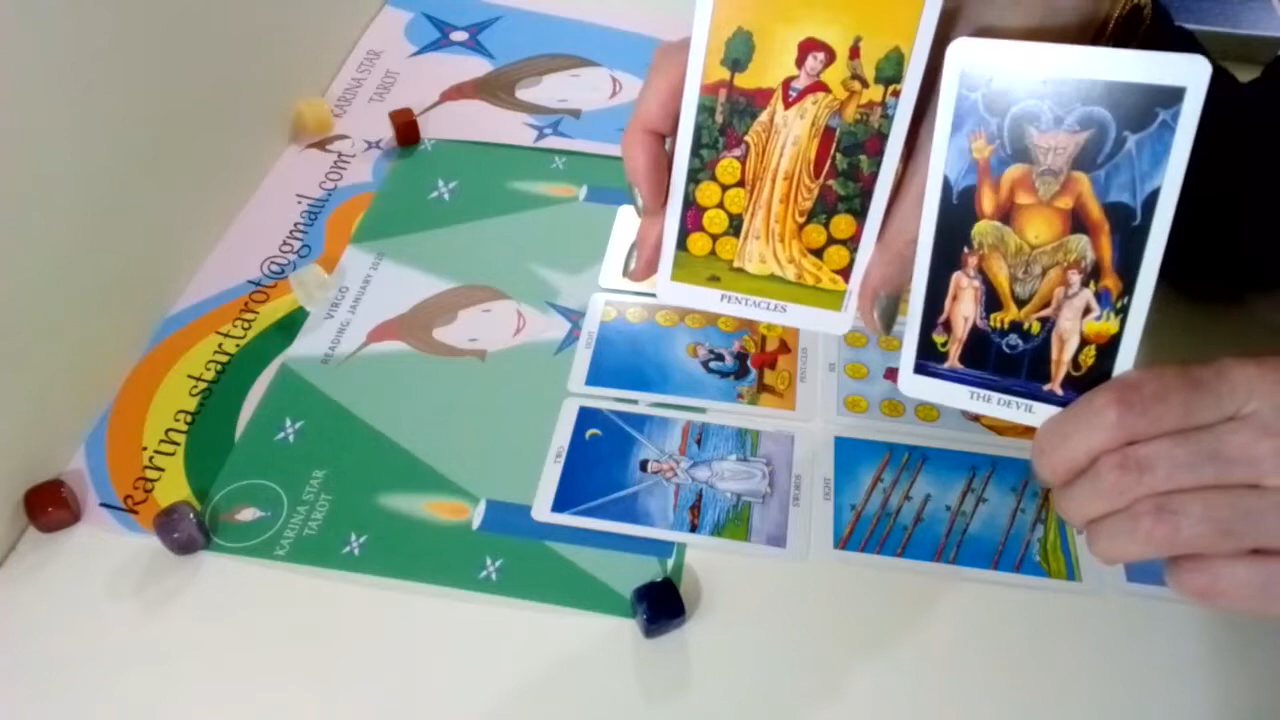 KARINA STAR
TAROT
karina.startarot@gmail.com
VIRGO
READING: JANUARY 2020
KARINA STAR
TAROT
PENTACLES
THE DEVIL
EIGHT
PENTACLES
SIX
TWO
SWORDS
EIGHT